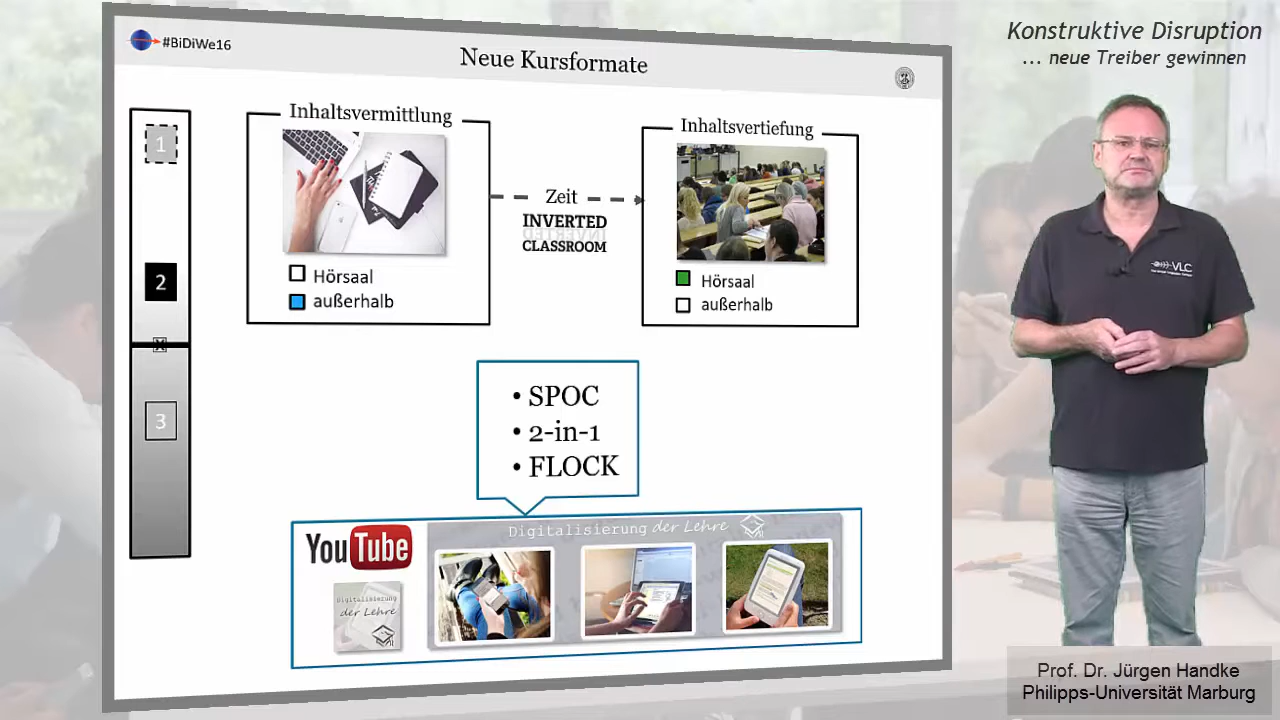 #BiDiWe16
Neue Kursformate
1
2
3
Inhaltsvermittlung
Hörsaal
außerhalb
Zeit
INVERTED
CLASSROOM
Inhaltsvertiefung
Hörsaal
außerhalb
• SPOC
• 2-in-1
• FLOCK
YouTube
Digitalisierung
der Lehre
Digitalisierung der Lehre
Konstruktive Disruption
... neue Treiber gewinnen
VLC
Prof. Dr. Jürgen Handke
Philipps-Universität Marburg